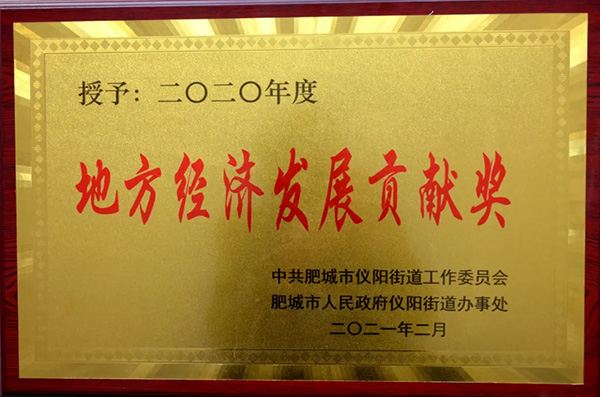 授予：二〇二〇年度
地方经济发展贡献奖
中共肥城市仪阳街道工作委员会
肥城市人民政府仪阳街道办事处
二〇二一年二月